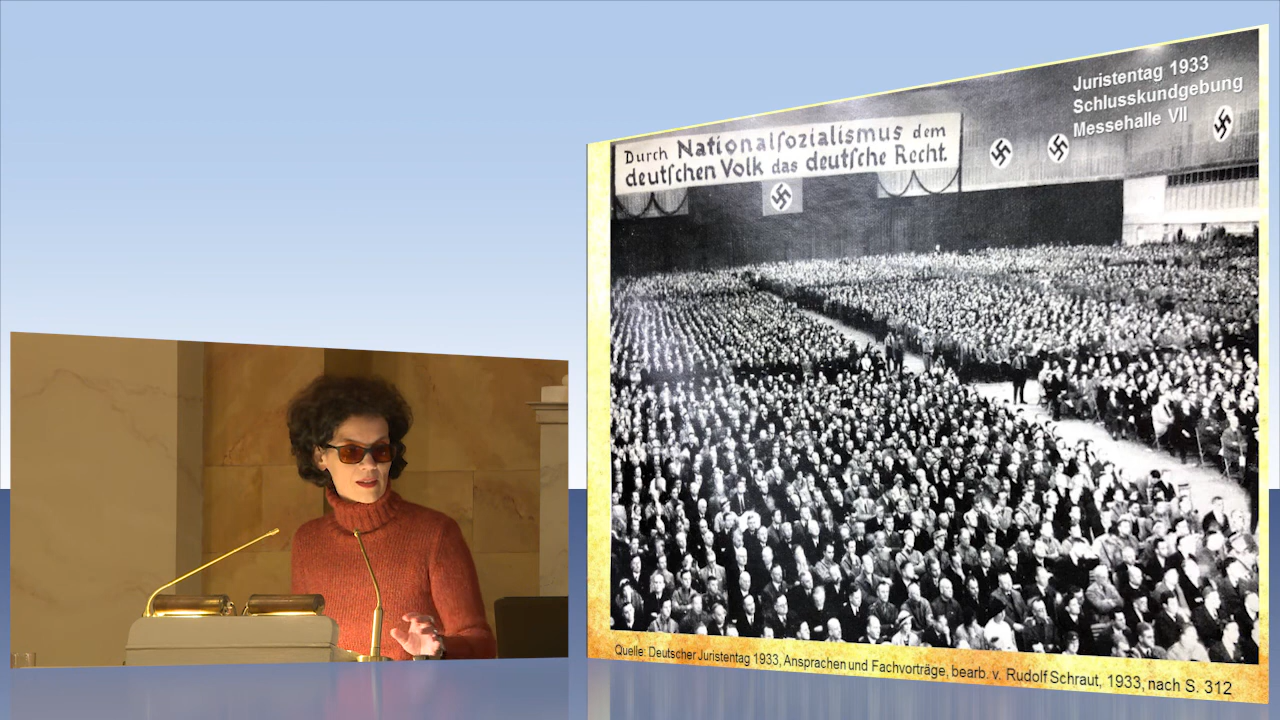 Juristentag 1933
Schlusskundgebung
Messehalle VII
Durch Nationalſozialismus dem
deutſchen Volk das deutſche Recht.
Quelle: Deutscher Juristentag 1933, Ansprachen und Fachvorträge, bearb. v. Rudolf Schraut, 1933, nach S. 312